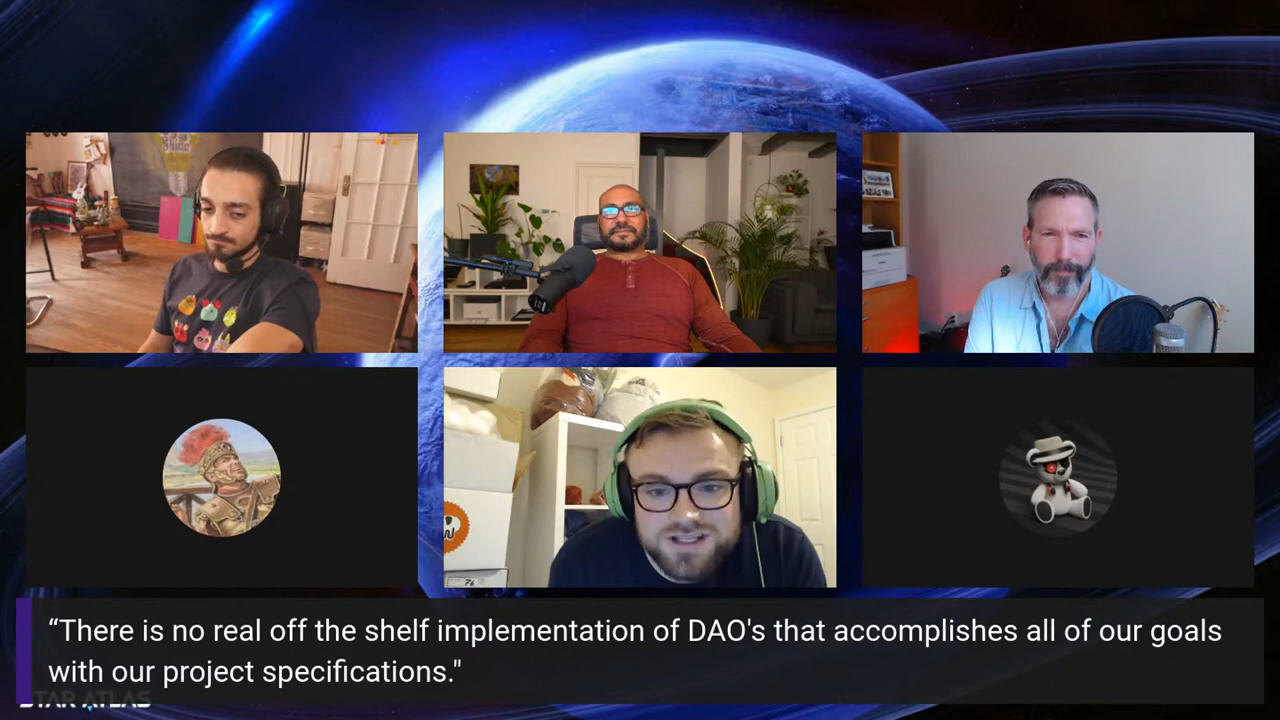 Shine
“There is no real off the shelf implementation of DAO's that accomplishes all of our goals
with our project specifications."
STAR ATLAS